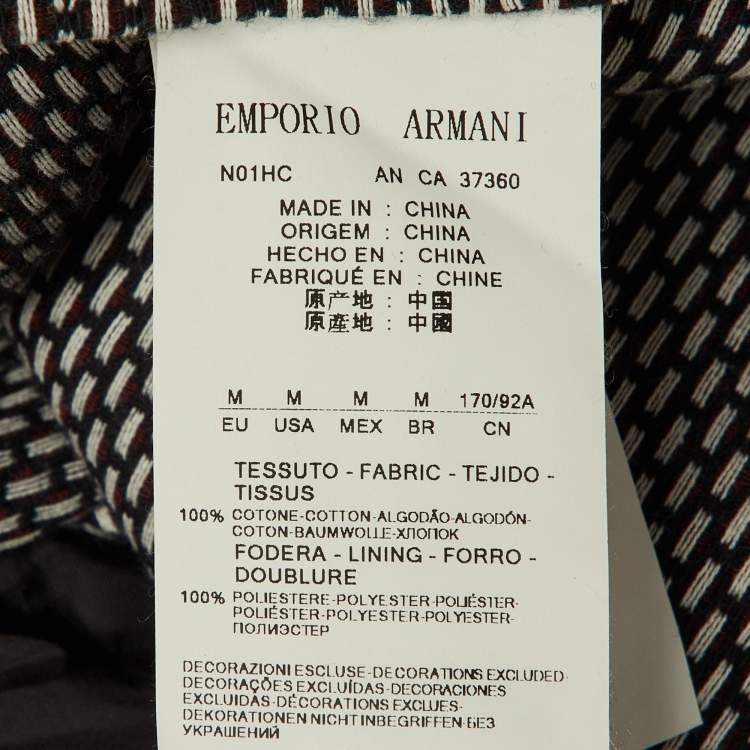 EMPORIO ARMANI
N01HC AN CA 37360
MADE IN : CHINA
ORIGEM : CHINA
HECHO EN : CHINA
FABRIQUÉ EN : CHINE
原产地 : 中国
原產地 : 中國
M M M M 170/92A
EU USA MEX BR CN
TESSUTO - FABRIC - TEJIDO -
TISSUS
100% COTONE-COTTON-ALGODÃO-ALGODÓN-
COTON-BAUMWOLLE-ХЛОПОК
FODERA - LINING - FORRO -
DOUBLURE
100% POLIESTERE-POLYESTER-POLIÉSTER-
POLIÉSTER-POLYESTER-POLYESTER-
ПОЛИЭСТЕР
DECORAZIONI ESCLUSE-DECORATIONS EXCLUDED-
DECORAÇÕES EXCLUÍDAS-DECORACIONES
EXCLUIDAS-DÉCORATIONS EXCLUES-
DEKORATIONEN NICHT INBEGRIFFEN-БЕЗ
УКРАШЕНИЙ